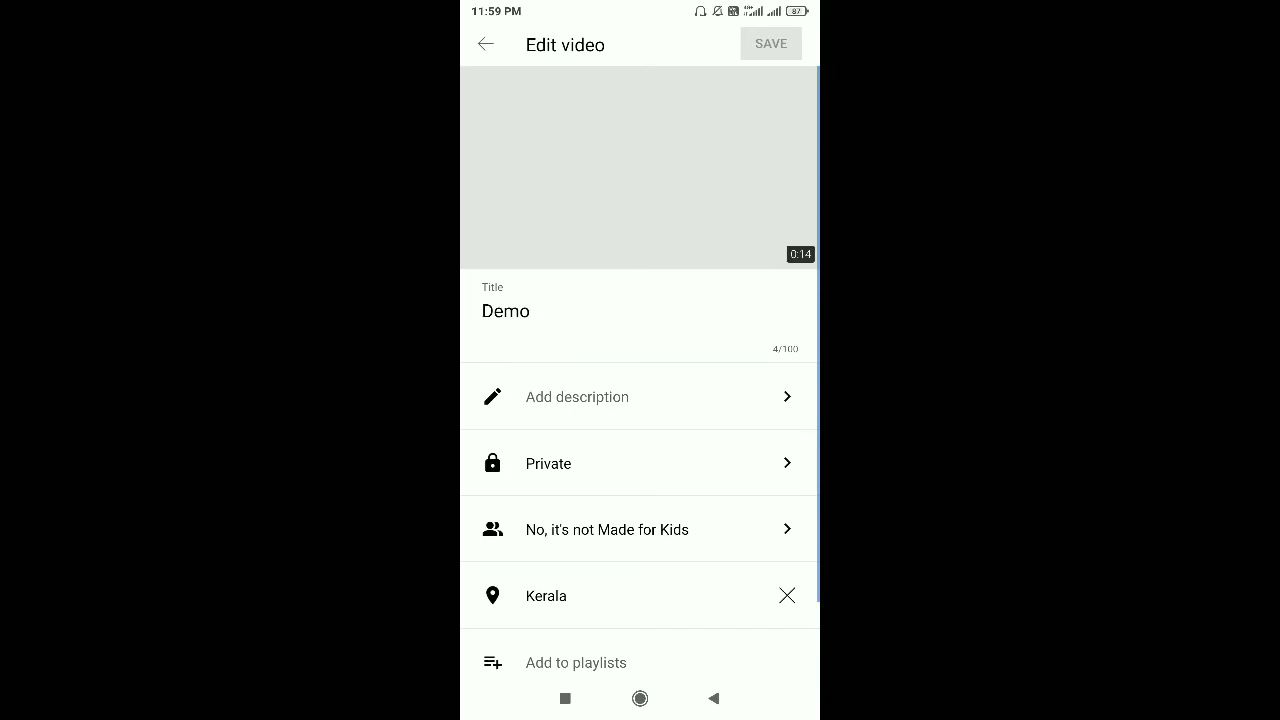 11:59 PM
87
Edit video
SAVE
0:14
Title
Demo
4/100
Add description
Private
No, it's not Made for Kids
Kerala
Add to playlists